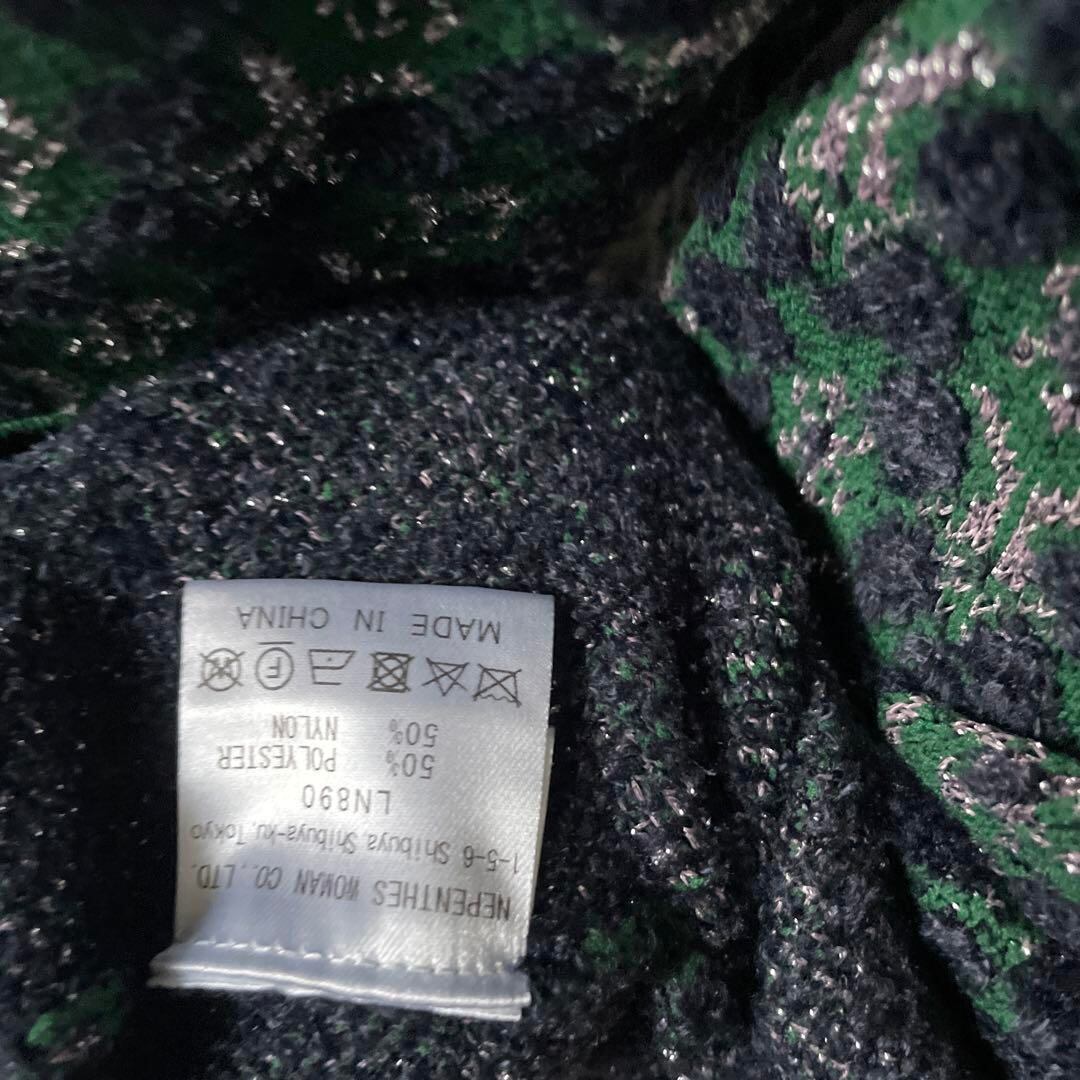 NEPENTHES WOMAN CO.,LTD.
1-5-6 Shibuya, Shibuya-ku, Tokyo
LN890
50% POLYESTER
50% NYLON
F W
MADE IN CHINA